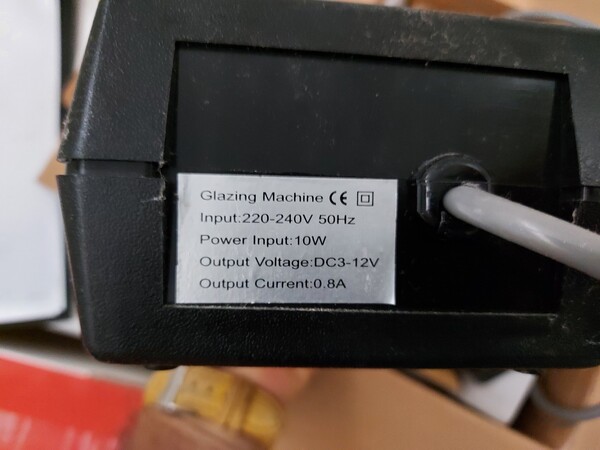 Glazing Machine CE
Input:220-240V 50Hz
Power Input:10W
Output Voltage:DC3-12V
Output Current:0.8A